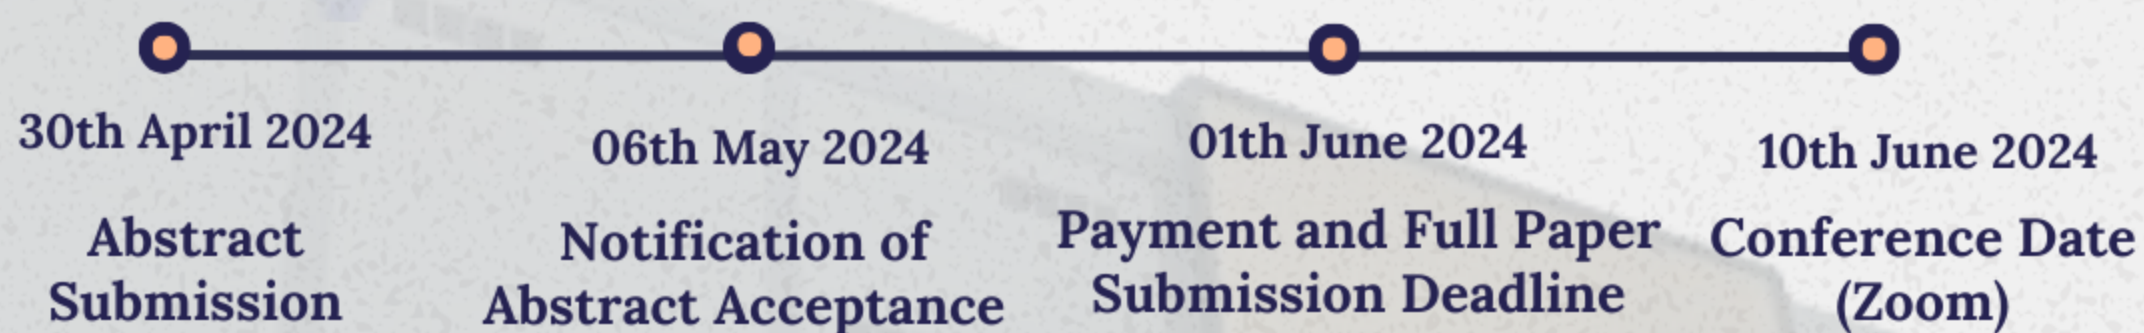 30th April 2024
Abstract
Submission
06th May 2024
Notification of
Abstract Acceptance
01th June 2024
Payment and Full Paper
Submission Deadline
10th June 2024
Conference Date
(Zoom)